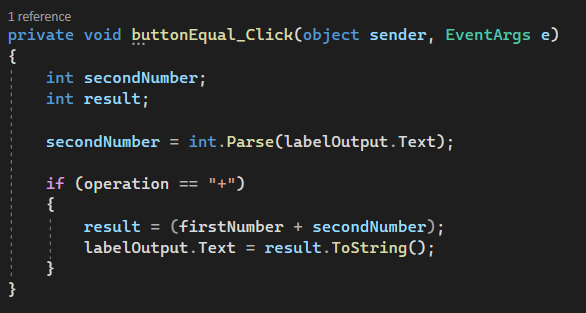 1 reference
private void buttonEqual_Click(object sender, EventArgs e)
{
    int secondNumber;
    int result;

    secondNumber = int.Parse(labelOutput.Text);

    if (operation == "+")
    {
        result = (firstNumber + secondNumber);
        labelOutput.Text = result.ToString();
    }
}